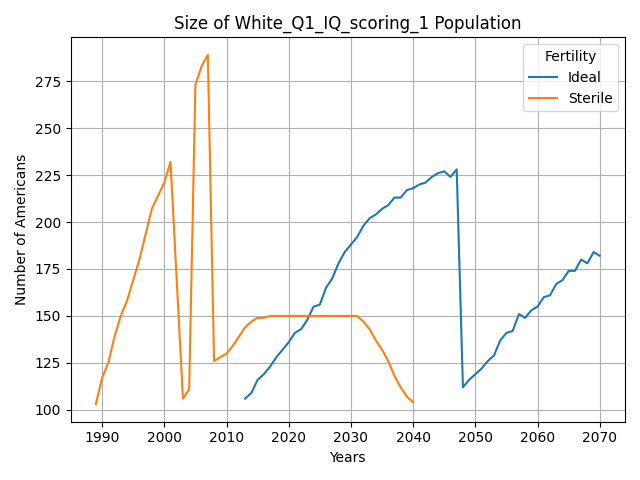 Size of White_Q1_IQ_scoring_1 Population
Number of Americans
275
250
225
200
175
150
125
100
Fertility
Ideal
Sterile
1990 2000 2010 2020 2030 2040 2050 2060 2070
Years